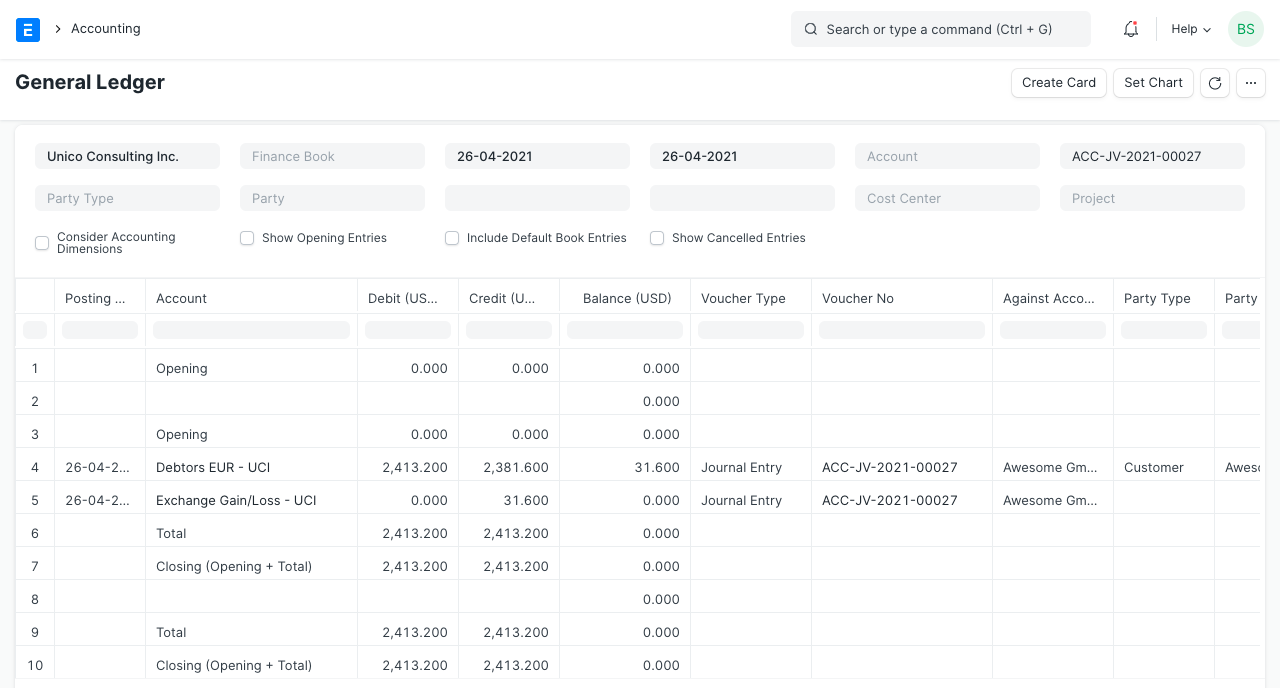 E > Accounting Search or type a command (Ctrl + G) Help BS
General Ledger Create Card Set Chart ...
Unico Consulting Inc. Finance Book 26-04-2021 26-04-2021 Account ACC-JV-2021-00027
Party Type Party Cost Center Project
Consider Accounting Dimensions Show Opening Entries Include Default Book Entries Show Cancelled Entries
Posting ... Account Debit (US... Credit (U... Balance (USD) Voucher Type Voucher No Against Acco... Party Type Party
1 Opening 0.000 0.000 0.000
2 0.000
3 Opening 0.000 0.000 0.000
4 26-04-2... Debtors EUR - UCI 2,413.200 2,381.600 31.600 Journal Entry ACC-JV-2021-00027 Awesome Gm... Customer Aweso
5 26-04-2... Exchange Gain/Loss - UCI 0.000 31.600 0.000 Journal Entry ACC-JV-2021-00027 Awesome Gm...
6 Total 2,413.200 2,413.200 0.000
7 Closing (Opening + Total) 2,413.200 2,413.200 0.000
8 0.000
9 Total 2,413.200 2,413.200 0.000
10 Closing (Opening + Total) 2,413.200 2,413.200 0.000